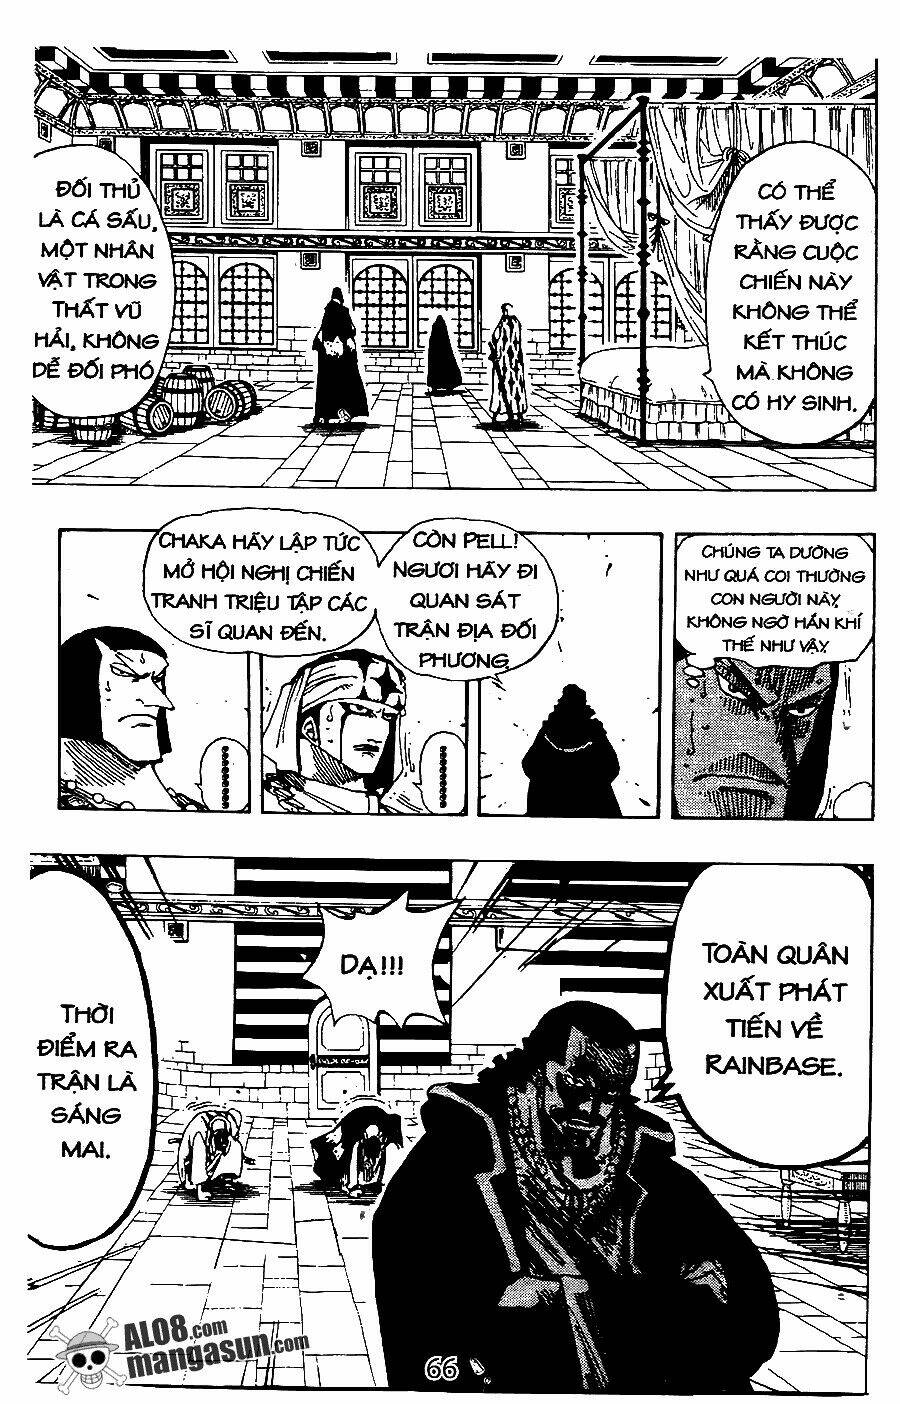 CÓ THỂ
THẤY ĐƯỢC
RẰNG CUỘC
CHIẾN NÀY
KHÔNG THỂ
KẾT THÚC
MÀ KHÔNG
CÓ HY SINH.
ĐỐI THỦ
LÀ CÁ SẤU,
MỘT NHÂN
VẬT TRONG
THẤT VŨ
HẢI, KHÔNG
DỄ ĐỐI PHÓ
CHÚNG TA DƯỜNG
NHƯ QUÁ COI THƯỜNG
CON NGƯỜI NÀY,
KHÔNG NGỜ HẮN KHÍ
THẾ NHƯ VẬY
CÒN PELL!
NGƯƠI HÃY ĐI
QUAN SÁT
TRẬN ĐỊA ĐỐI
PHƯƠNG
CHAKA HÃY LẬP TỨC
MỞ HỘI NGHỊ CHIẾN
TRANH TRIỆU TẬP CÁC
SĨ QUAN ĐẾN.
TOÀN QUÂN
XUẤT PHÁT
TIẾN VỀ
RAINBASE.
DẠ!!!
THỜI
ĐIỂM RA
TRẬN LÀ
SÁNG
MAI.
AL08.com
mangasun.com
66